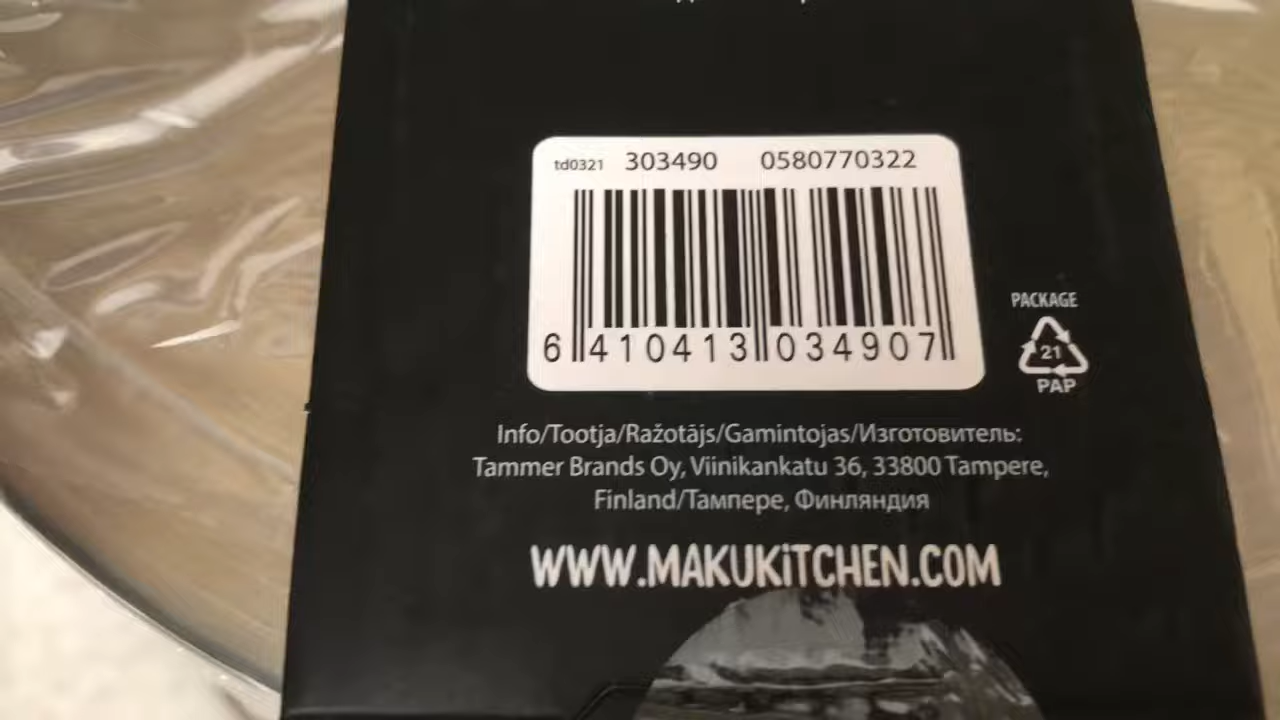 td0321 303490 0580770322
6 410413 034907
PACKAGE
21
PAP
Info/Tootja/Ražotājs/Gamintojas/Изготовитель:
Tammer Brands Oy, Viinikankatu 36, 33800 Tampere,
Finland/Тампере, Финляндия
WWW.MAKUKiTCHEN.COM